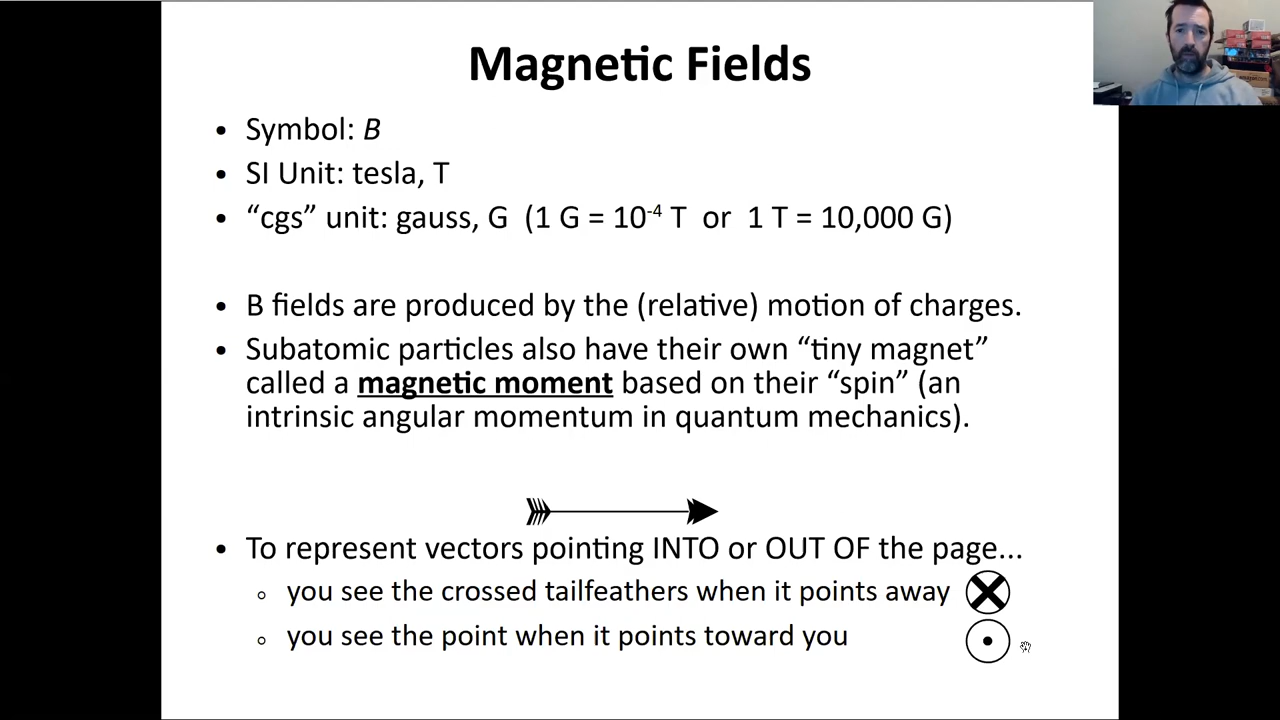 Magnetic Fields
• Symbol: B
• SI Unit: tesla, T
• “cgs” unit: gauss, G (1 G = 10⁻⁴ T or 1 T = 10,000 G)
• B fields are produced by the (relative) motion of charges.
• Subatomic particles also have their own “tiny magnet”
called a magnetic moment based on their “spin” (an
intrinsic angular momentum in quantum mechanics).
• To represent vectors pointing INTO or OUT OF the page...
◦ you see the crossed tailfeathers when it points away
◦ you see the point when it points toward you